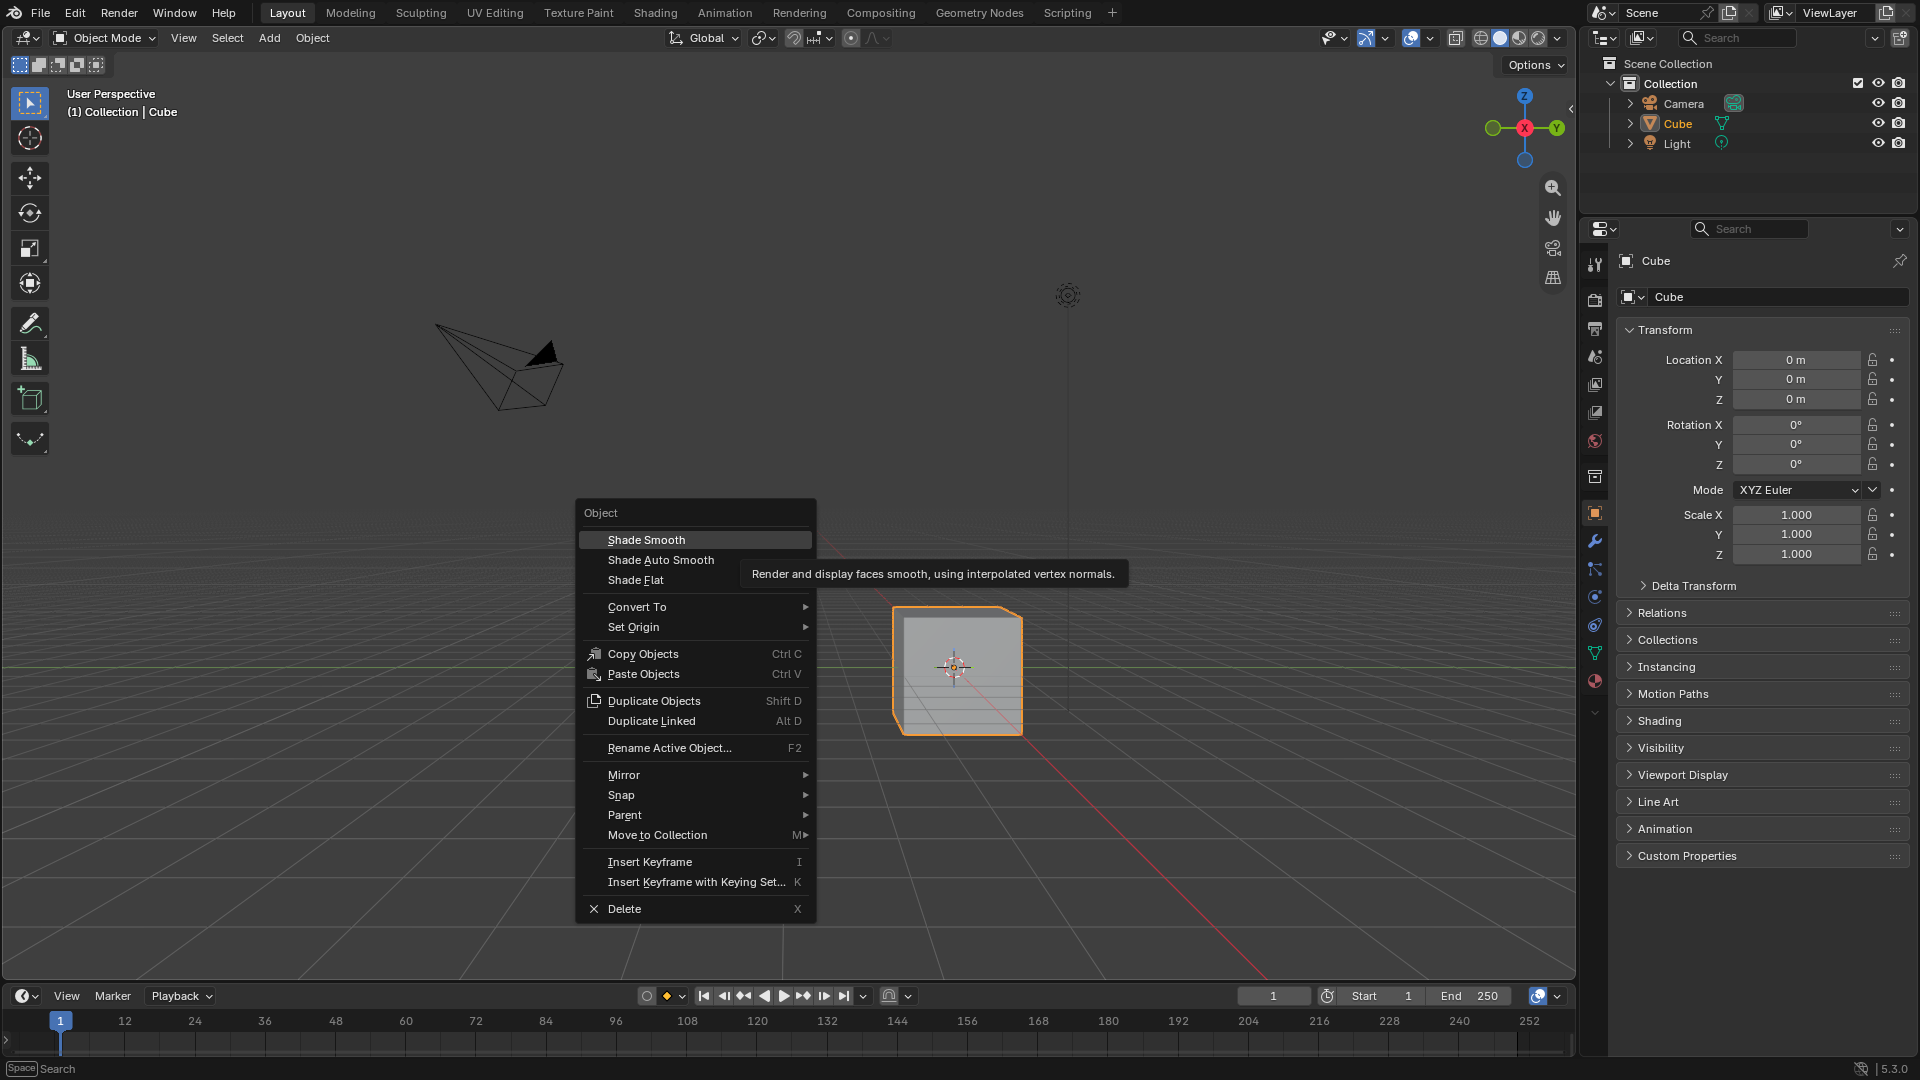 File Edit Render Window Help Layout Modeling Sculpting UV Editing Texture Paint Shading Animation Rendering Compositing Geometry Nodes Scripting + Scene ViewLayer
Object Mode View Select Add Object Global Search
Options
User Perspective
(1) Collection | Cube
Z
X
Y
Scene Collection
Collection
Camera
Cube
Light
Search
Cube
Cube
Transform
Location X 0 m
Y 0 m
Z 0 m
Rotation X 0°
Y 0°
Z 0°
Mode XYZ Euler
Scale X 1.000
Y 1.000
Z 1.000
Delta Transform
Relations
Collections
Instancing
Motion Paths
Shading
Visibility
Viewport Display
Line Art
Animation
Custom Properties
Object
Shade Smooth
Shade Auto Smooth
Shade Flat
Render and display faces smooth, using interpolated vertex normals.
Convert To
Set Origin
Copy Objects Ctrl C
Paste Objects Ctrl V
Duplicate Objects Shift D
Duplicate Linked Alt D
Rename Active Object... F2
Mirror
Snap
Parent
Move to Collection M
Insert Keyframe I
Insert Keyframe with Keying Set... K
Delete X
View Marker Playback 1 Start 1 End 250
1 12 24 36 48 60 72 84 96 108 120 132 144 156 168 180 192 204 216 228 240 252
Space Search 5.3.0